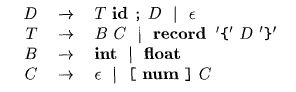 D → T id ; D | ϵ
T → B C | record '{' D '}'
B → int | float
C → ϵ | [ num ] C